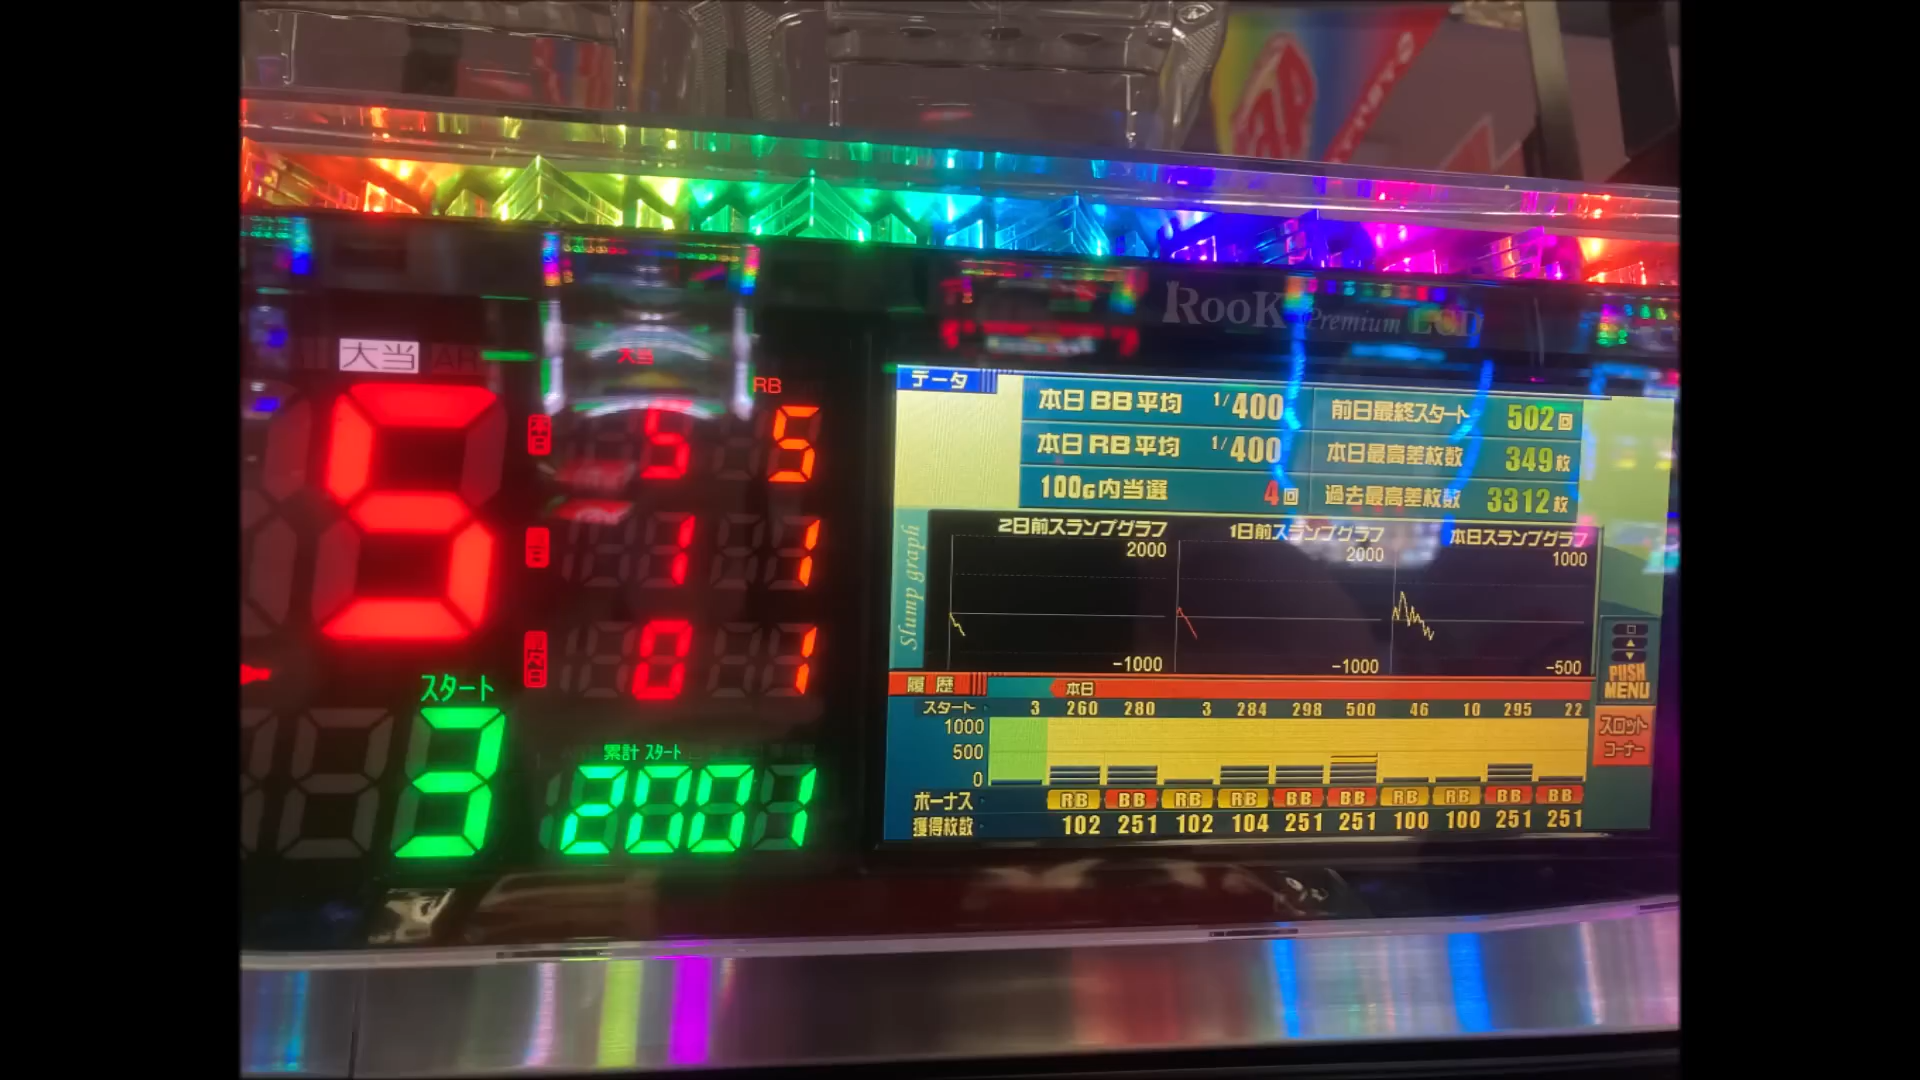 RooK Premium LCD
大当
大当
RB
5
本日 5 5
1 1
0 1
スタート
3
累計 スタート
2001
データ
本日 BB 平均 1/400 前日最終スタート 502回
本日 RB 平均 1/400 本日最高差枚数 349枚
100G内当選 4回 過去最高差枚数 3312枚
Slump graph
2日前スランプグラフ 1日前スランプグラフ 本日スランプグラフ
2000 2000 1000
-1000 -1000 -500
PUSH
MENU
履歴 本日
スタート 3 260 280 3 284 298 500 46 10 295 22
1000
500
0
スロット
コーナー
ボーナス RB BB RB RB BB BB RB RB BB BB
獲得枚数 102 251 102 104 251 251 100 100 251 251